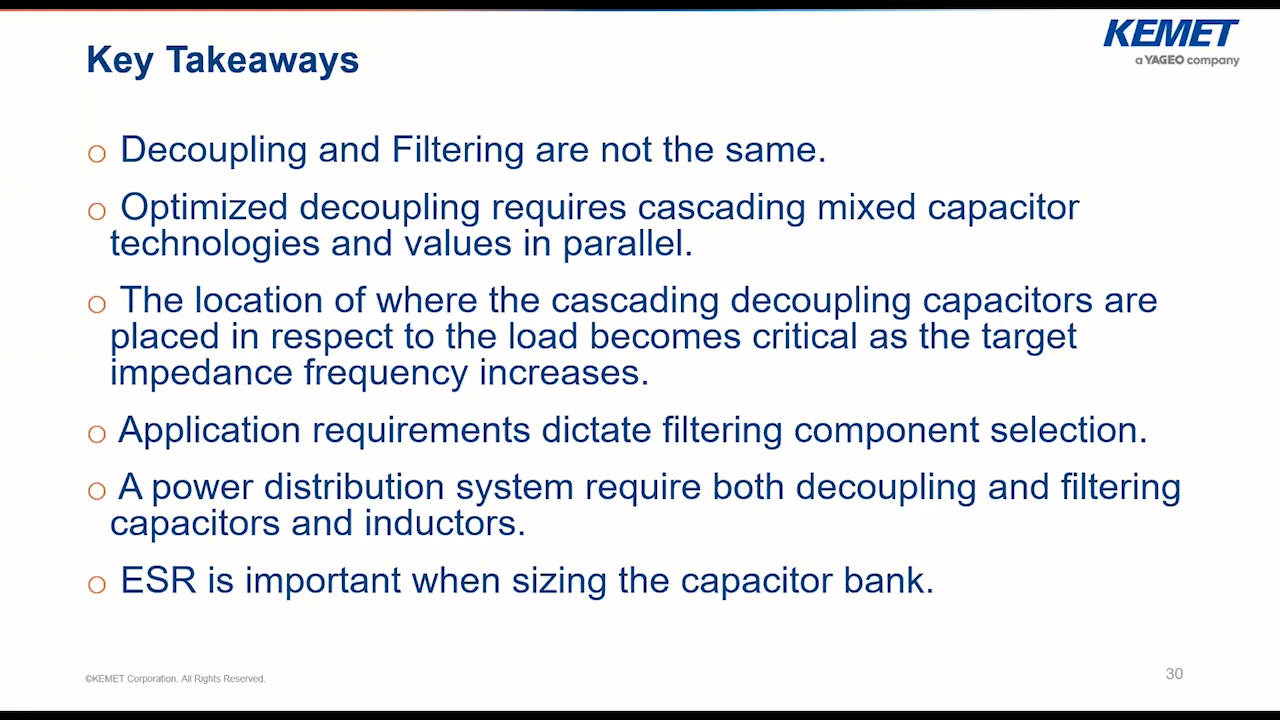 KEMET
a YAGEO company
Key Takeaways
o Decoupling and Filtering are not the same.
o Optimized decoupling requires cascading mixed capacitor
technologies and values in parallel.
o The location of where the cascading decoupling capacitors are
placed in respect to the load becomes critical as the target
impedance frequency increases.
o Application requirements dictate filtering component selection.
o A power distribution system require both decoupling and filtering
capacitors and inductors.
o ESR is important when sizing the capacitor bank.
©KEMET Corporation. All Rights Reserved.
30